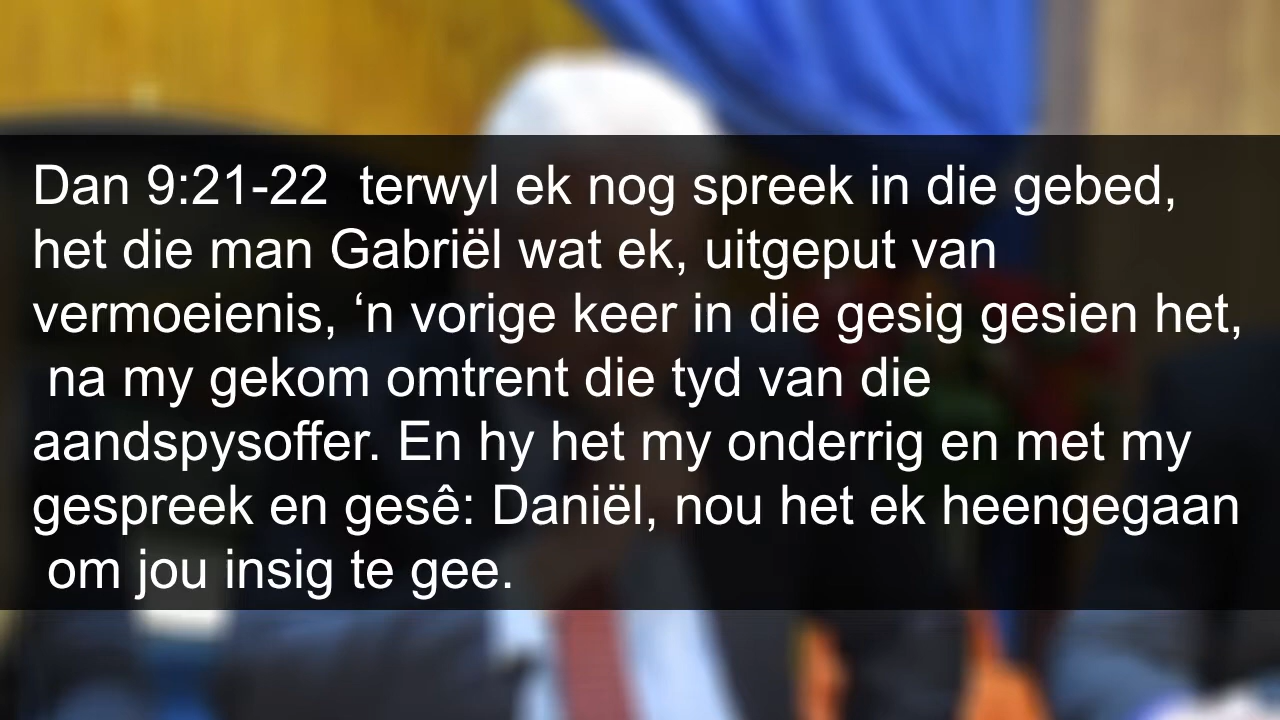 Dan 9:21-22  terwyl ek nog spreek in die gebed,
het die man Gabriël wat ek, uitgeput van
vermoeienis, ‘n vorige keer in die gesig gesien het,
na my gekom omtrent die tyd van die
aandspysoffer. En hy het my onderrig en met my
gespreek en gesê: Daniël, nou het ek heengegaan
om jou insig te gee.